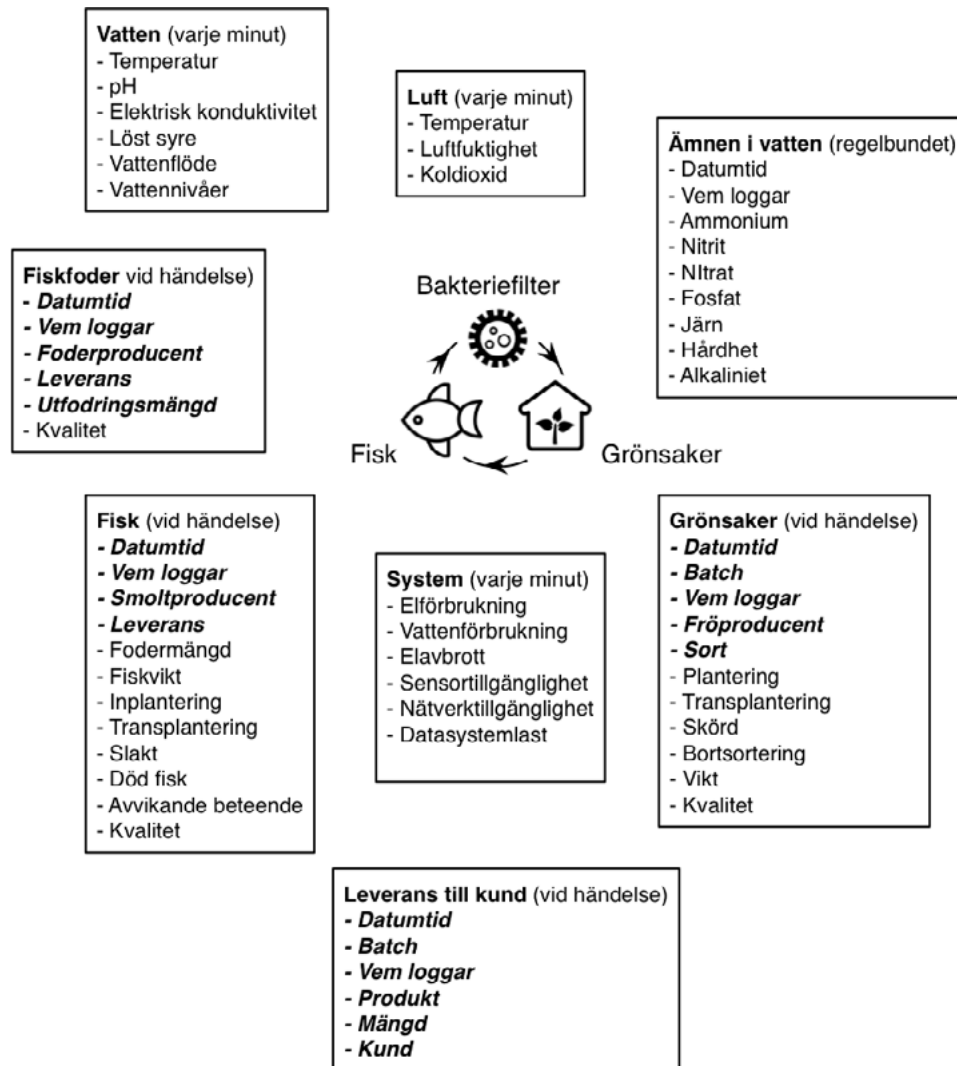 Vatten (varje minut)
- Temperatur
- pH
- Elektrisk konduktivitet
- Löst syre
- Vattenflöde
- Vattennivåer
Luft (varje minut)
- Temperatur
- Luftfuktighet
- Koldioxid
Ämnen i vatten (regelbundet)
- Datumtid
- Vem loggar
- Ammonium
- Nitrit
- NItrat
- Fosfat
- Järn
- Hårdhet
- Alkaliniet
Fiskfoder vid händelse)
- Datumtid
- Vem loggar
- Foderproducent
- Leverans
- Utfodringsmängd
- Kvalitet
Bakteriefilter
Fisk
Grönsaker
Fisk (vid händelse)
- Datumtid
- Vem loggar
- Smoltproducent
- Leverans
- Fodermängd
- Fiskvikt
- Inplantering
- Transplantering
- Slakt
- Död fisk
- Avvikande beteende
- Kvalitet
System (varje minut)
- Elförbrukning
- Vattenförbrukning
- Elavbrott
- Sensortillgänglighet
- Nätverktillgänglighet
- Datasystemlast
Grönsaker (vid händelse)
- Datumtid
- Batch
- Vem loggar
- Fröproducent
- Sort
- Plantering
- Transplantering
- Skörd
- Bortsortering
- Vikt
- Kvalitet
Leverans till kund (vid händelse)
- Datumtid
- Batch
- Vem loggar
- Produkt
- Mängd
- Kund